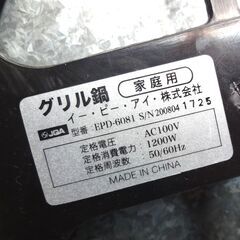 グリル鍋 家庭用
イー・ピー・アイ・株式会社
JQA 型番: EPD-6081 S/N 200804 1725
定格電圧: AC100V
定格消費電力: 1200W
定格周波数: 50/60Hz
MADE IN CHINA